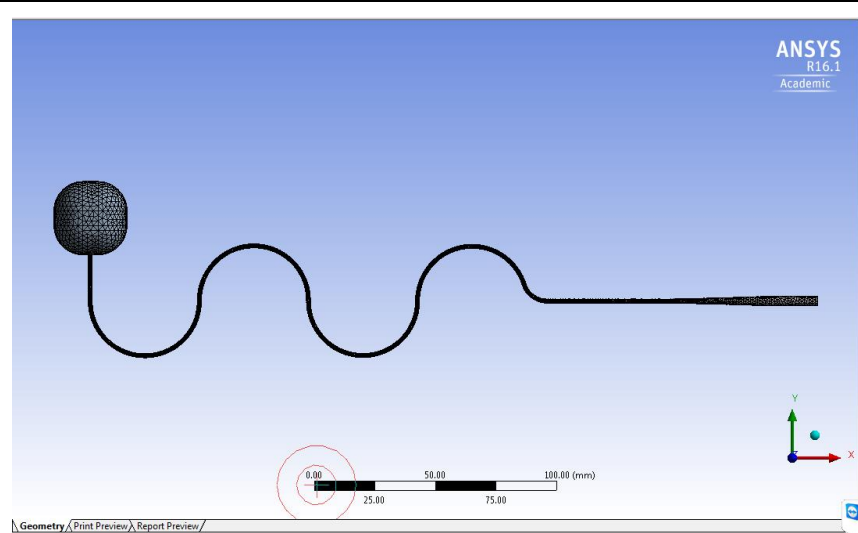 ANSYS
R16.1
Academic
Y
X
0.00 50.00 100.00 (mm)
25.00 75.00
Geometry Print Preview Report Preview